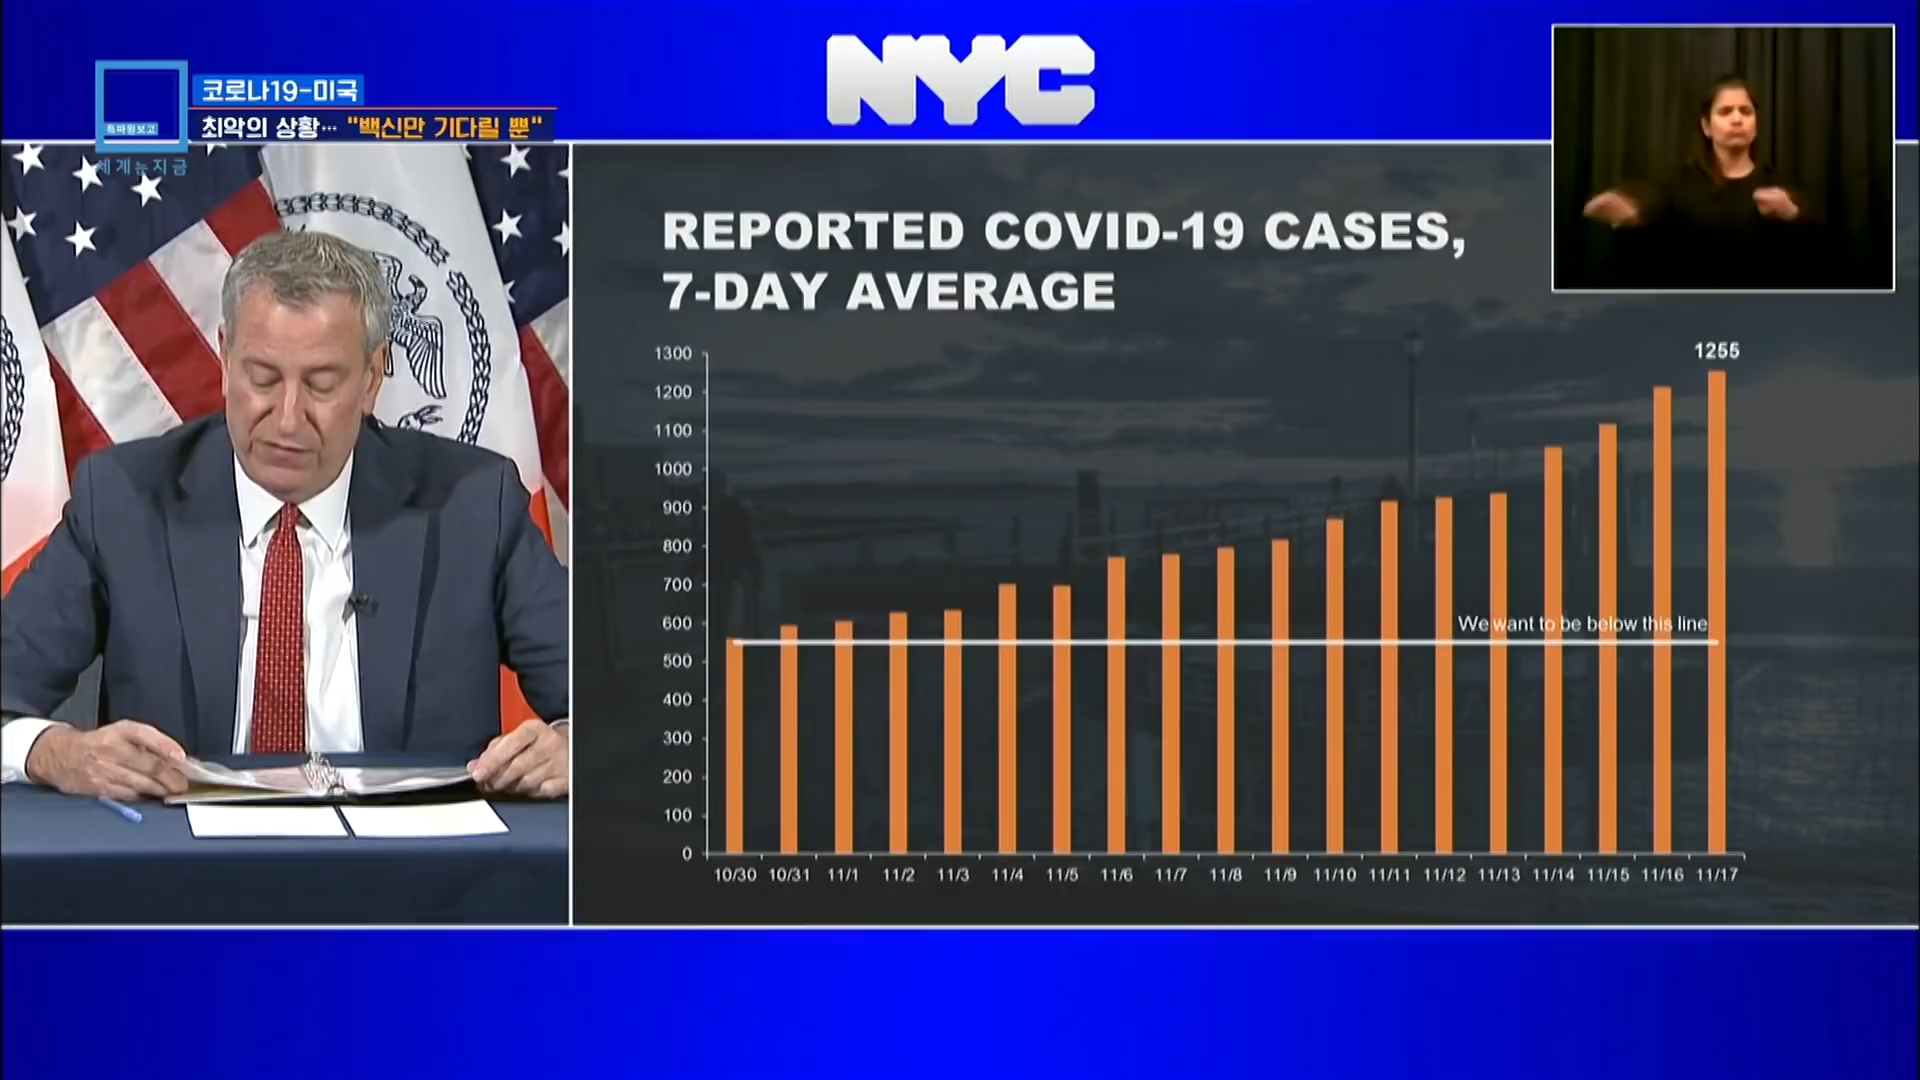 NYC
코로나19-미국
최악의 상황… "백신만 기다릴 뿐"
특파원보고
세계는지금
REPORTED COVID-19 CASES,
7-DAY AVERAGE
1300
1200
1100
1000
900
800
700
600
500
400
300
200
100
0
1255
We want to be below this line
10/30 10/31 11/1 11/2 11/3 11/4 11/5 11/6 11/7 11/8 11/9 11/10 11/11 11/12 11/13 11/14 11/15 11/16 11/17